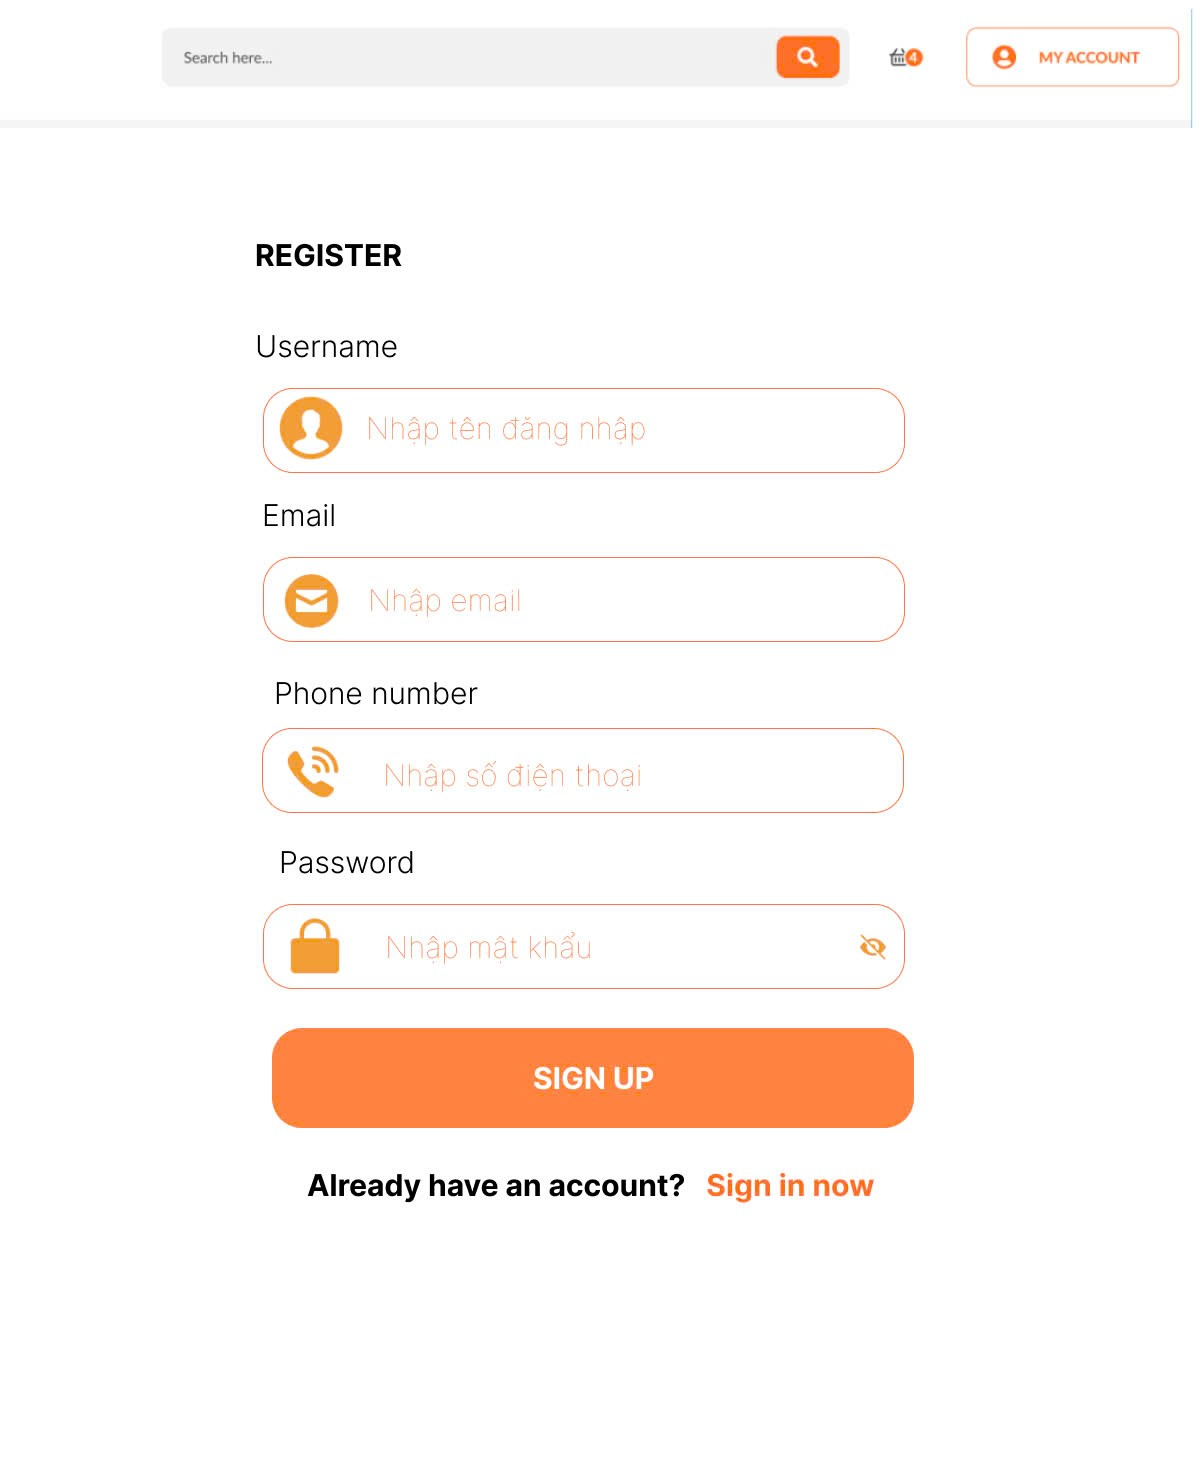 Search here...
4
MY ACCOUNT
REGISTER
Username
Nhập tên đăng nhập
Email
Nhập email
Phone number
Nhập số điện thoại
Password
Nhập mật khẩu
SIGN UP
Already have an account? Sign in now